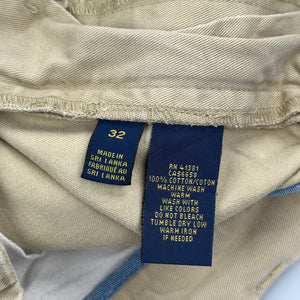 32
MADE IN
SRI LANKA
FABRIQUÉ AU
SRI LANKA
RN 41381
CA56658
100% COTTON/COTON
MACHINE WASH
WARM
WASH WITH
LIKE COLORS
DO NOT BLEACH
TUMBLE DRY LOW
WARM IRON
IF NEEDED